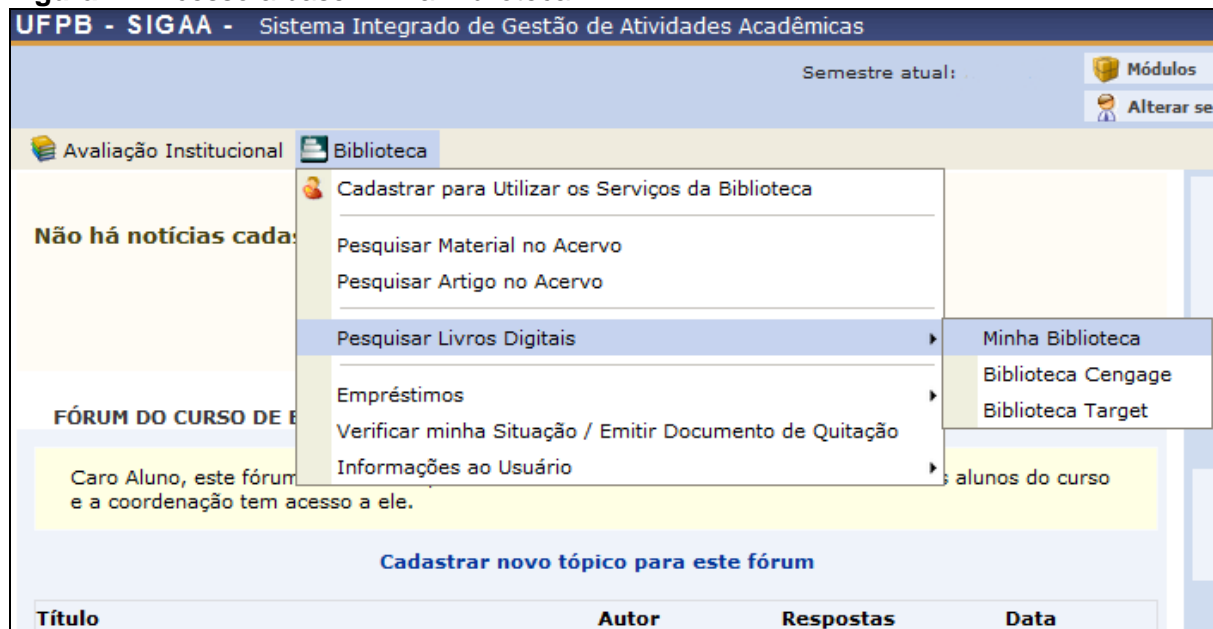 UFPB - SIGAA - Sistema Integrado de Gestão de Atividades Acadêmicas
Semestre atual:
Módulos
Alterar se
Avaliação Institucional
Biblioteca
Cadastrar para Utilizar os Serviços da Biblioteca
Não há notícias cadas
Pesquisar Material no Acervo
Pesquisar Artigo no Acervo
Pesquisar Livros Digitais
Minha Biblioteca
Biblioteca Cengage
Biblioteca Target
Empréstimos
FÓRUM DO CURSO DE
Verificar minha Situação / Emitir Documento de Quitação
Informações ao Usuário
Caro Aluno, este fórum
alunos do curso
e a coordenação tem acesso a ele.
Cadastrar novo tópico para este fórum
Título Autor Respostas Data